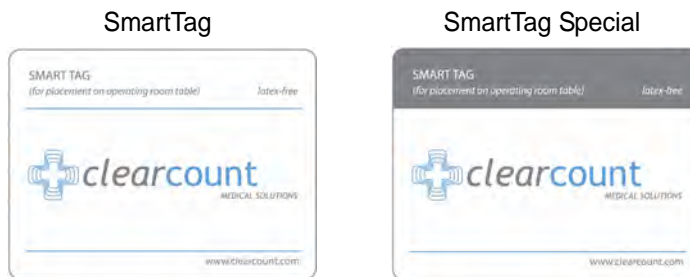 SmartTag
SMART TAG
(for placement on operating room table) latex-free
clearcount
MEDICAL SOLUTIONS
www.clearcount.com
SmartTag Special
SMART TAG
(for placement on operating room table) latex-free
clearcount
MEDICAL SOLUTIONS
www.clearcount.com